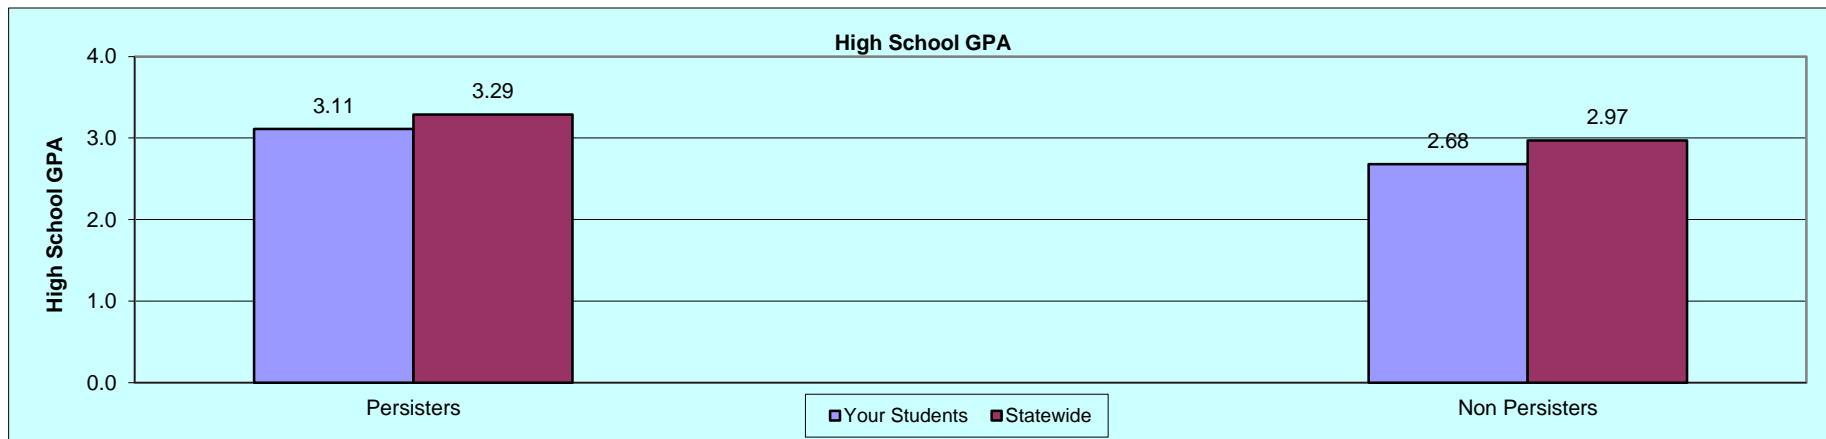 High School GPA
4.0
3.0
2.0
1.0
0.0
High School GPA
3.11
3.29
2.68
2.97
Persisters
Non Persisters
Your Students
Statewide